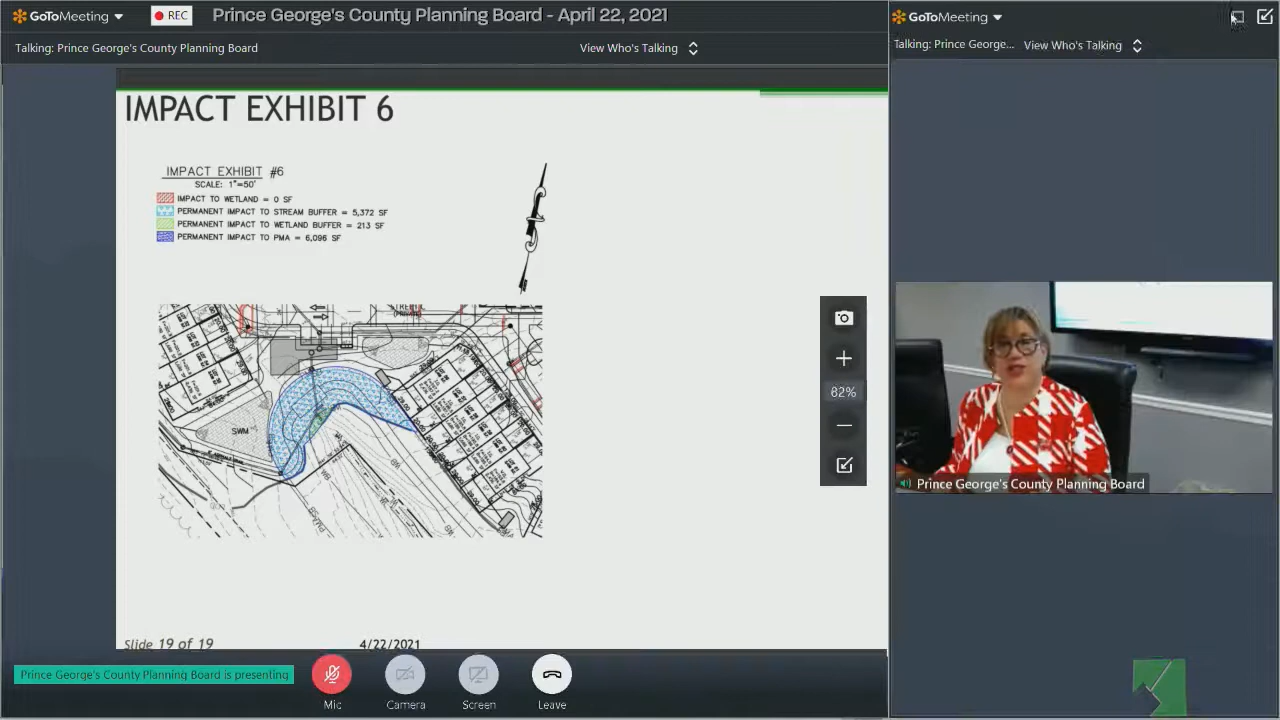 GoToMeeting
REC
Prince George's County Planning Board - April 22, 2021
GoToMeeting
Talking: Prince George's County Planning Board
View Who's Talking
Talking: Prince George...
View Who's Talking
IMPACT EXHIBIT 6
IMPACT EXHIBIT #6
SCALE: 1"=50'
IMPACT TO WETLAND = 0 SF
PERMANENT IMPACT TO STREAM BUFFER = 5,372 SF
PERMANENT IMPACT TO WETLAND BUFFER = 213 SF
PERMANENT IMPACT TO PMA = 6,096 SF
(PRIVATE)
SWM
82%
Prince George's County Planning Board
Slide 19 of 19
4/22/2021
Prince George's County Planning Board is presenting
Mic
Camera
Screen
Leave